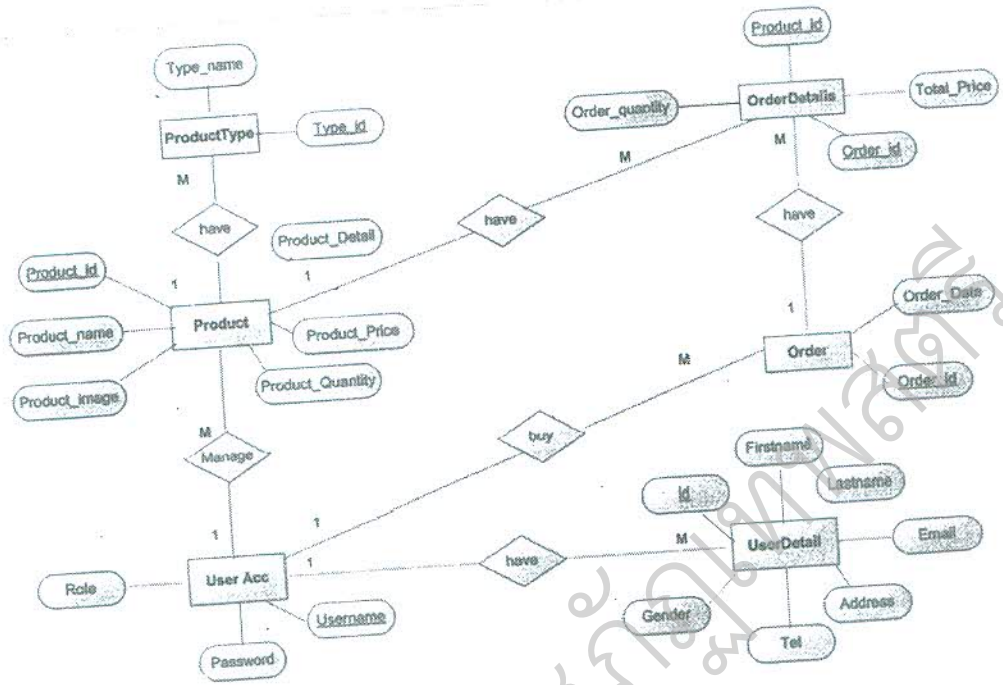 Product_id
Type_name
Order_quantity
OrderDetalis
Total_Price
ProductType
Type_id
Order_id
M
M
M
have
have
have
Product_Detail
Product_id
1
1
1
Order_Date
Product_name
Product
Product_Price
Order
Product_image
Product_Quantity
M
Order_id
M
Manage
buy
Firstname
Lastname
Id
1
1
1
M
UserDetail
Email
Role
User Acc
have
Username
Gender
Address
Password
Tel